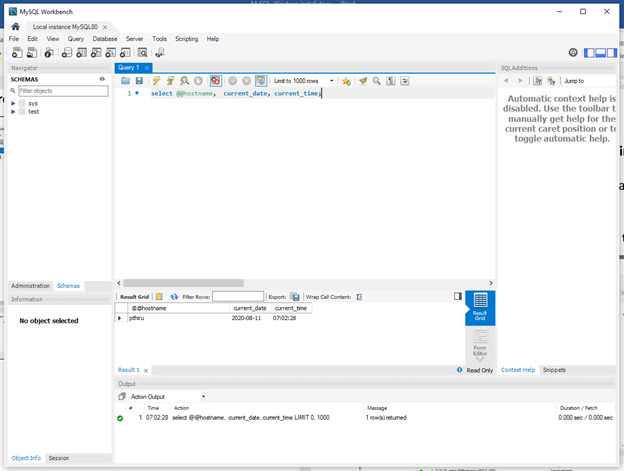 MySQL Workbench
Local instance MySQL80 ×
File Edit View Query Database Server Tools Scripting Help
Navigator
SCHEMAS
Filter objects
sys
test
Administration Schemas
Information
No object selected
Object Info Session
Query 1 ×
Limit to 1000 rows
1 select @@hostname, current_date, current_time;
Result Grid Filter Rows: Export: Wrap Cell Content:
@@hostname current_date current_time
pthiru 2020-08-11 07:02:28
Result Grid
Form Editor
Result 1 × Read Only
SQL Additions
Jump to
Automatic context help is
disabled. Use the toolbar t
manually get help for the
current caret position or to
toggle automatic help.
Context Help Snippets
Output
Action Output
# Time Action Message Duration / Fetch
1 07:02:28 select @@hostname, current_date, current_time LIMIT 0, 1000 1 row(s) returned 0.000 sec / 0.000 sec